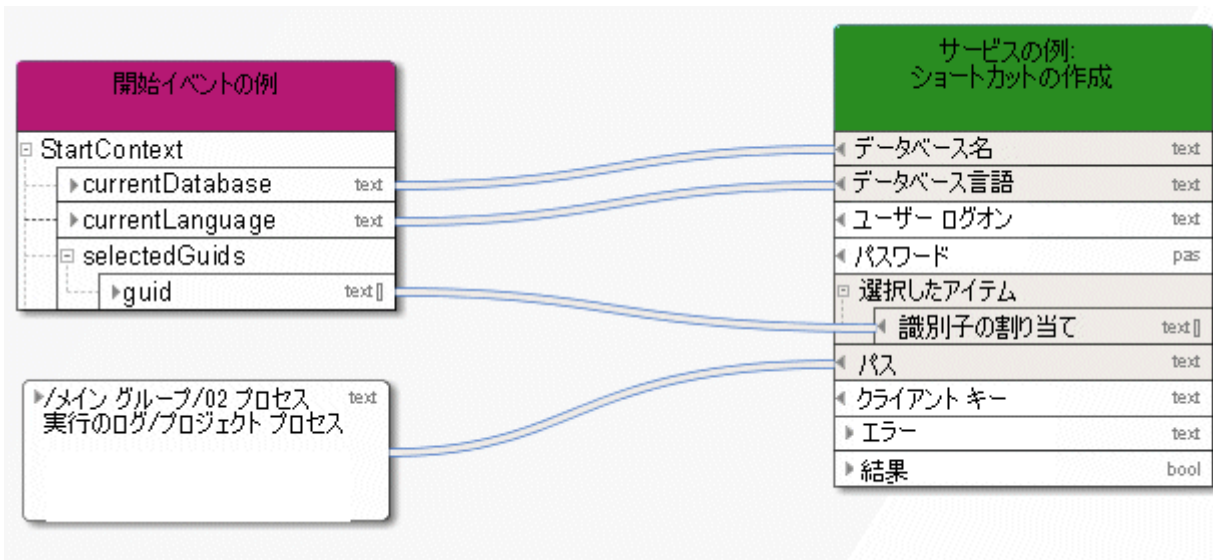 開始イベントの例
StartContext
currentDatabase text
currentLanguage text
selectedGuids
guid text[]
/メイン グループ/02 プロセス text
実行のログ/プロジェクト プロセス
サービスの例:
ショートカットの作成
データベース名 text
データベース言語 text
ユーザー ログオン text
パスワード pas
選択したアイテム
識別子の割り当て text[]
パス text
クライアント キー text
エラー text
結果 bool